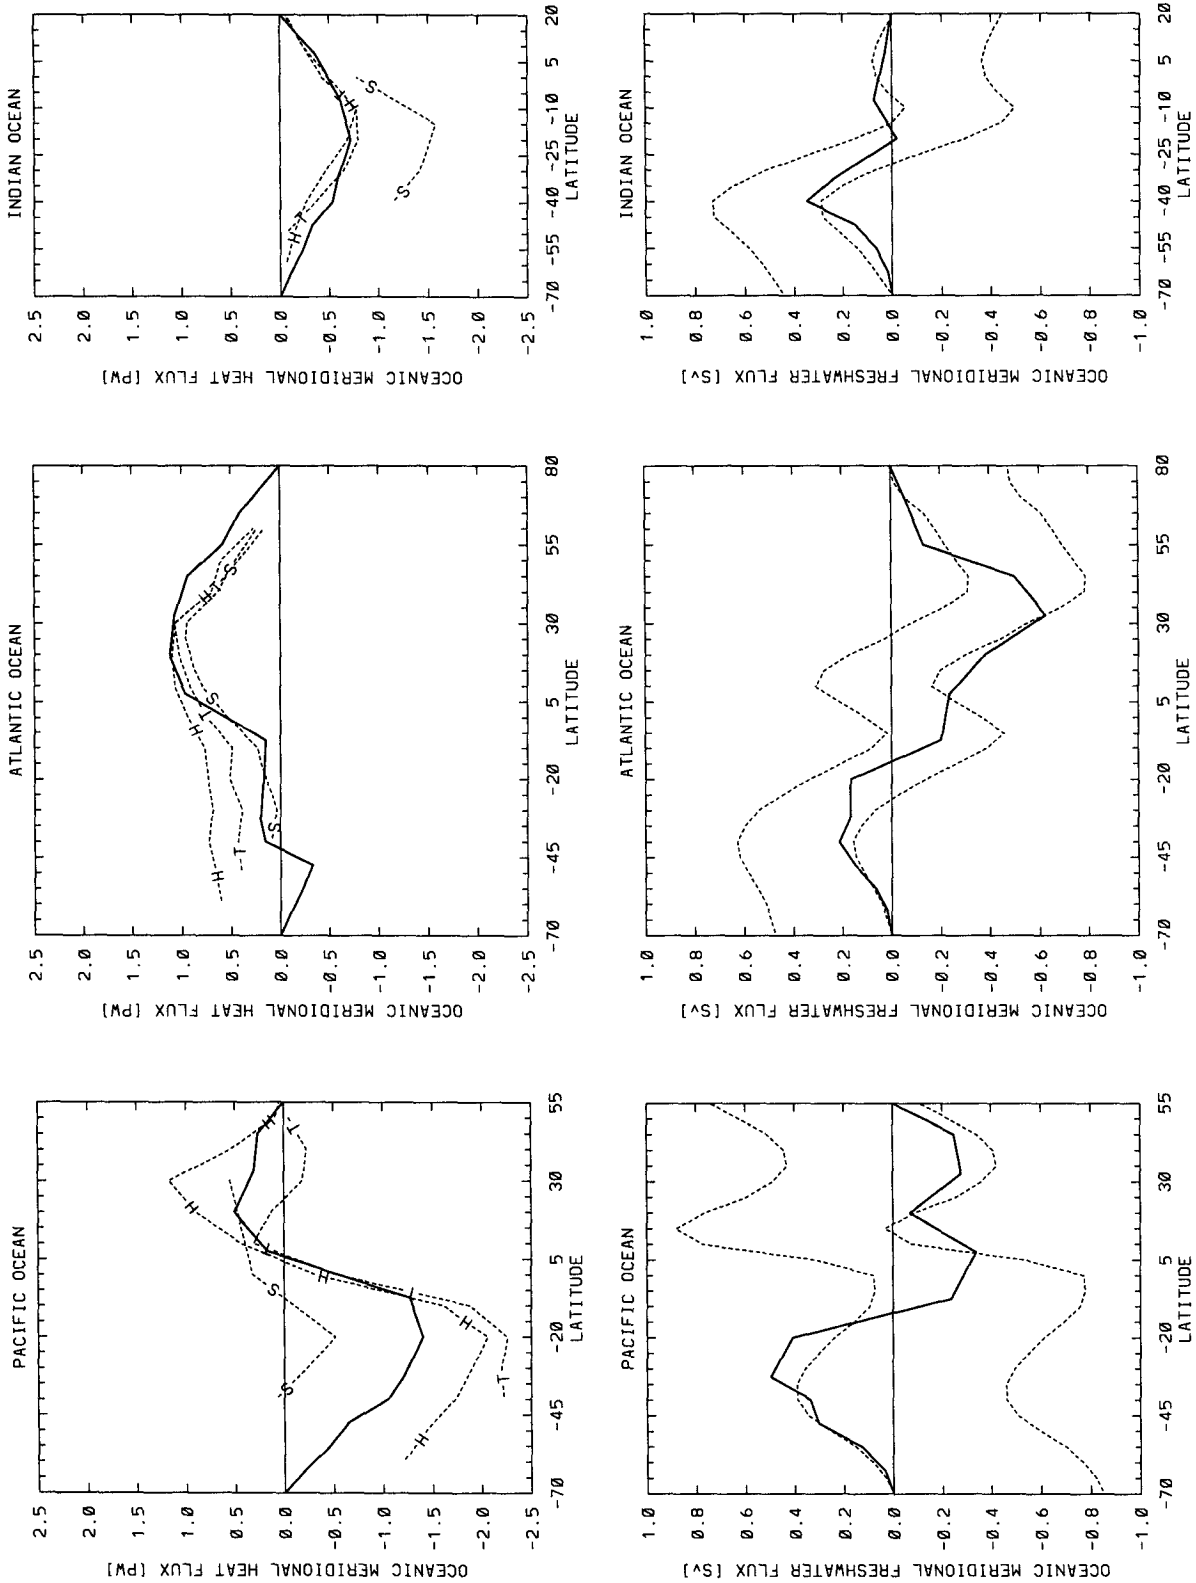 PACIFIC OCEAN
OCEANIC MERIDIONAL HEAT FLUX [PW]
2.5
2.0
1.5
1.0
0.5
0.0
-0.5
-1.0
-1.5
-2.0
-2.5
-70 -45 -20 5 30 55
LATITUDE
H
T
S
H
S
H
T
H
T
H
T
ATLANTIC OCEAN
OCEANIC MERIDIONAL HEAT FLUX [PW]
2.5
2.0
1.5
1.0
0.5
0.0
-0.5
-1.0
-1.5
-2.0
-2.5
-70 -45 -20 5 30 55 80
LATITUDE
H
T
S
H
T
S
H
T
S
INDIAN OCEAN
OCEANIC MERIDIONAL HEAT FLUX [PW]
2.5
2.0
1.5
1.0
0.5
0.0
-0.5
-1.0
-1.5
-2.0
-2.5
-70 -55 -40 -25 -10 5 20
LATITUDE
H
T
S
H
T
S
PACIFIC OCEAN
OCEANIC MERIDIONAL FRESHWATER FLUX [Sv]
1.0
0.8
0.6
0.4
0.2
0.0
-0.2
-0.4
-0.6
-0.8
-1.0
-70 -45 -20 5 30 55
LATITUDE
ATLANTIC OCEAN
OCEANIC MERIDIONAL FRESHWATER FLUX [Sv]
1.0
0.8
0.6
0.4
0.2
0.0
-0.2
-0.4
-0.6
-0.8
-1.0
-70 -45 -20 5 30 55 80
LATITUDE
INDIAN OCEAN
OCEANIC MERIDIONAL FRESHWATER FLUX [Sv]
1.0
0.8
0.6
0.4
0.2
0.0
-0.2
-0.4
-0.6
-0.8
-1.0
-70 -55 -40 -25 -10 5 20
LATITUDE